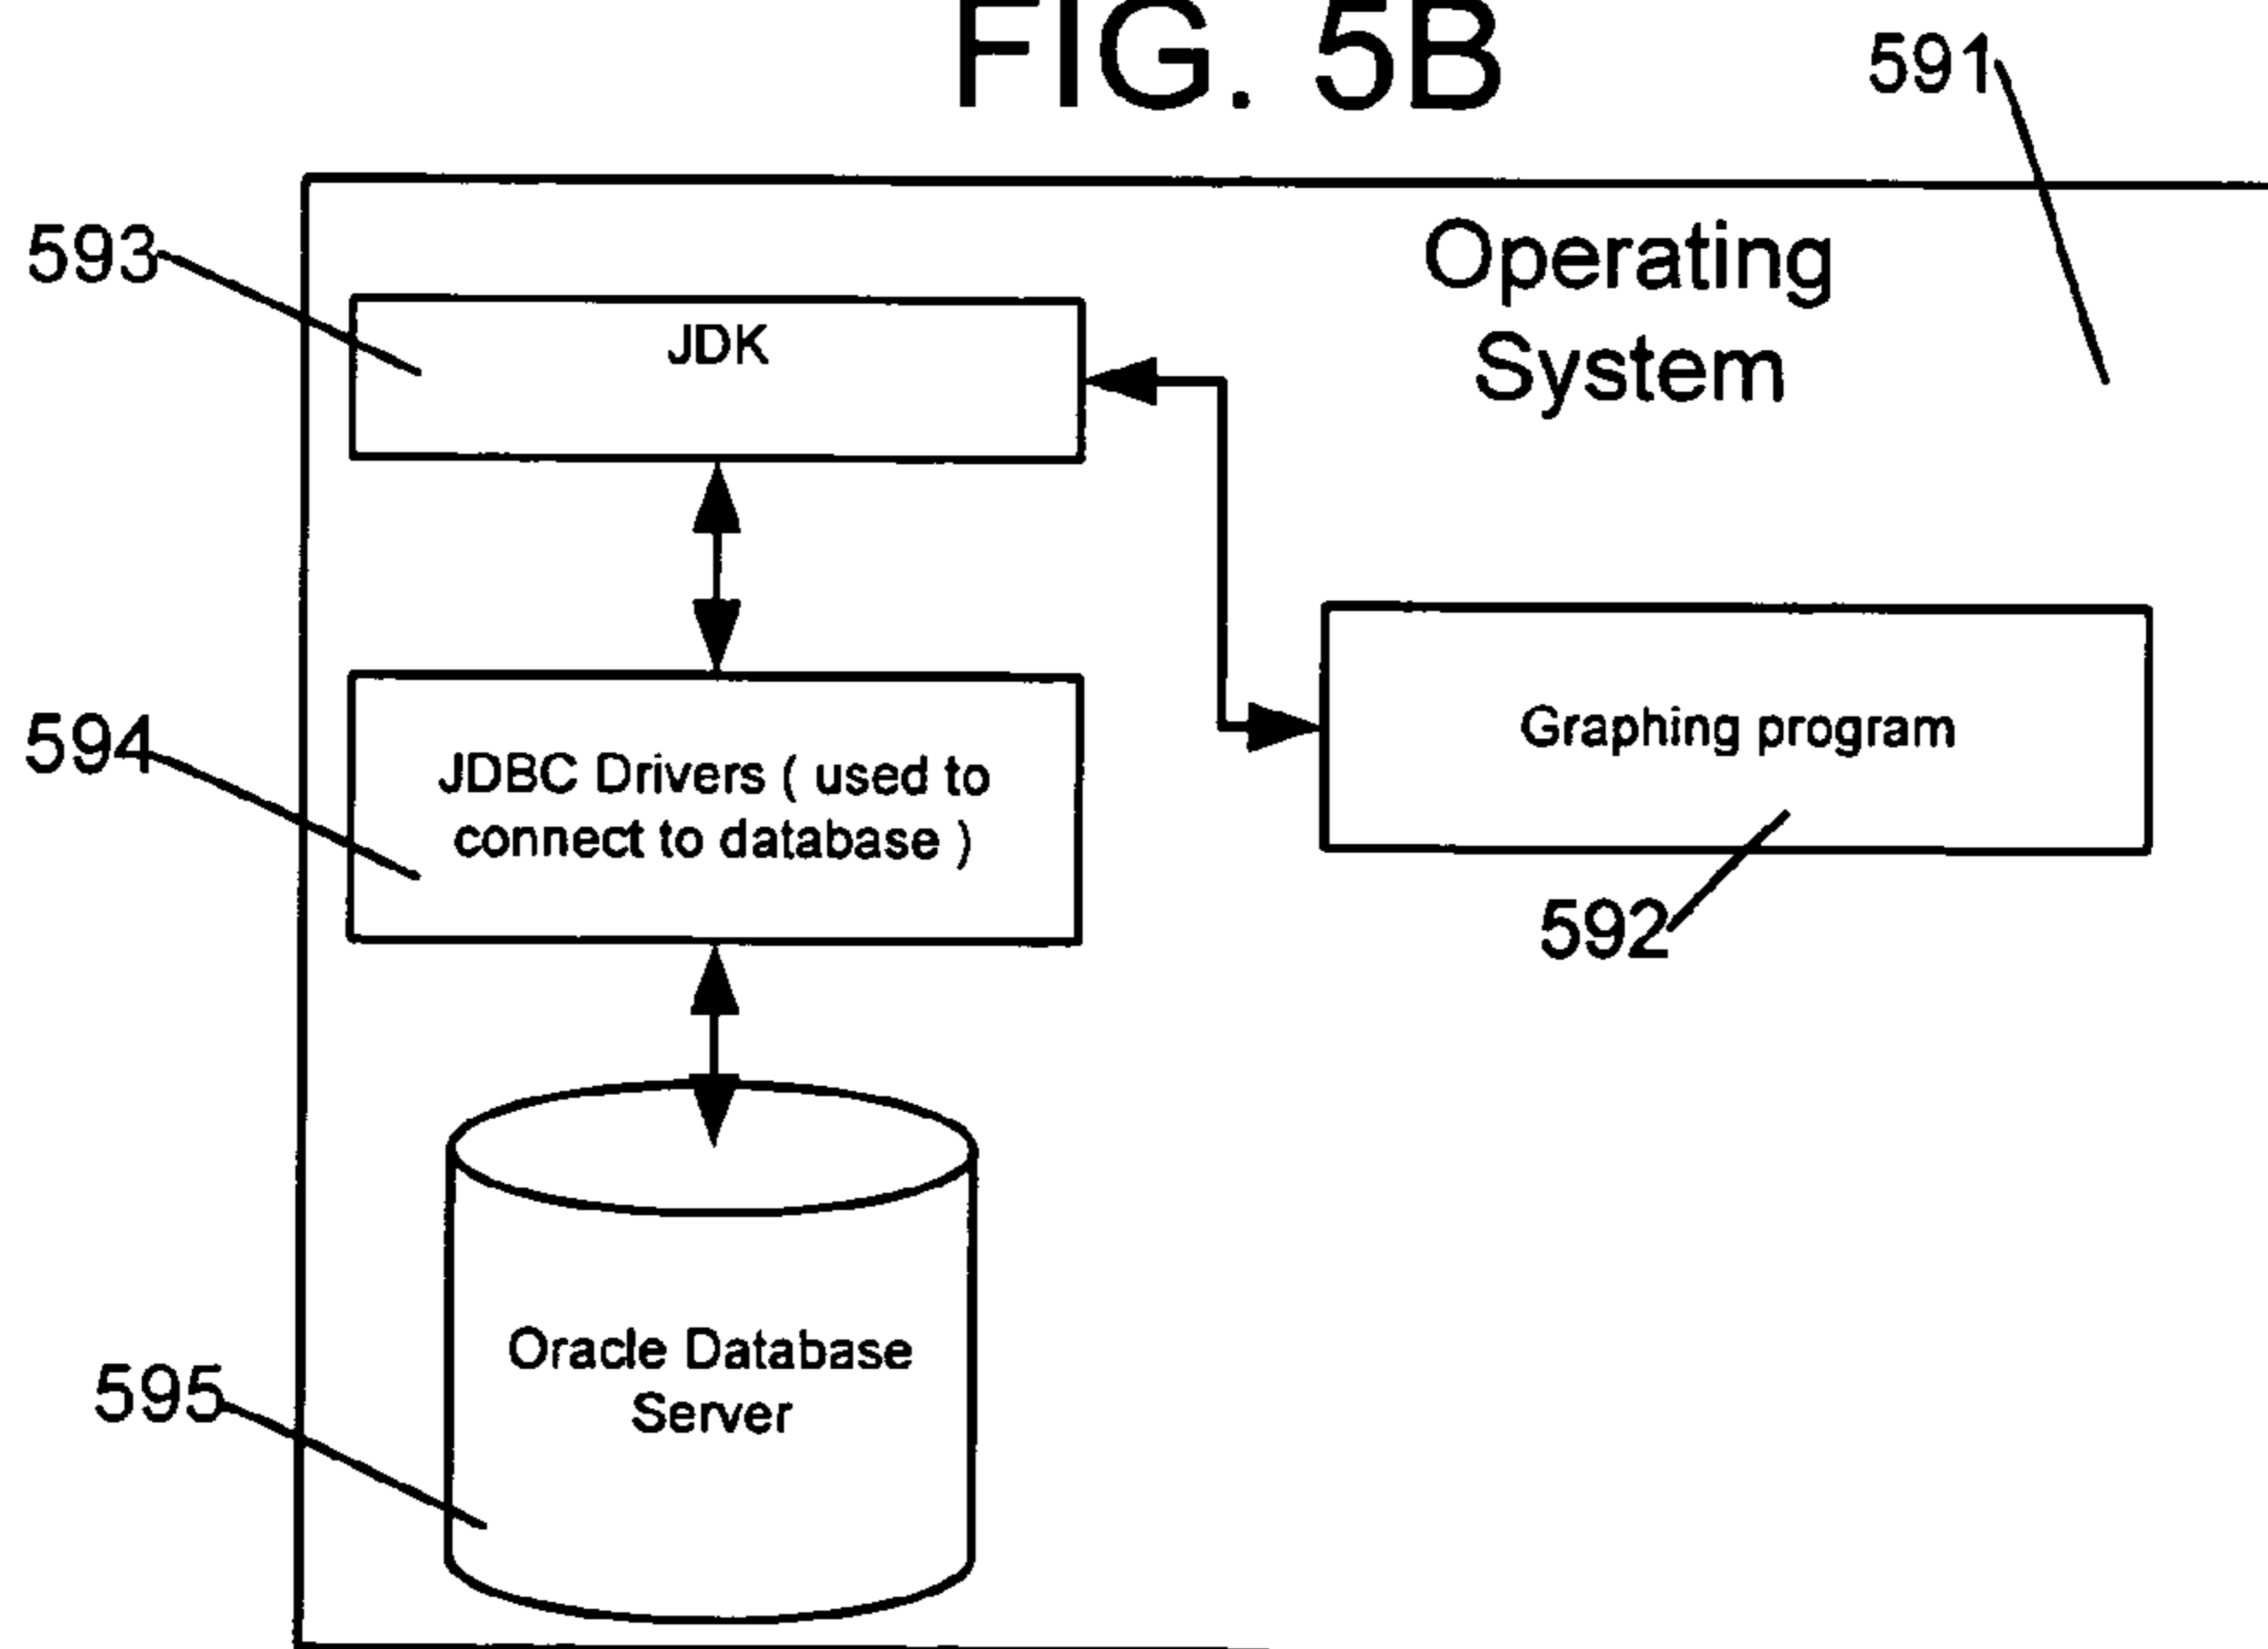 FIG. 5B
591
593
Operating
System
JDK
594
JDBC Drivers ( used to
connect to database )
Graphing program
592
595
Oracle Database
Server